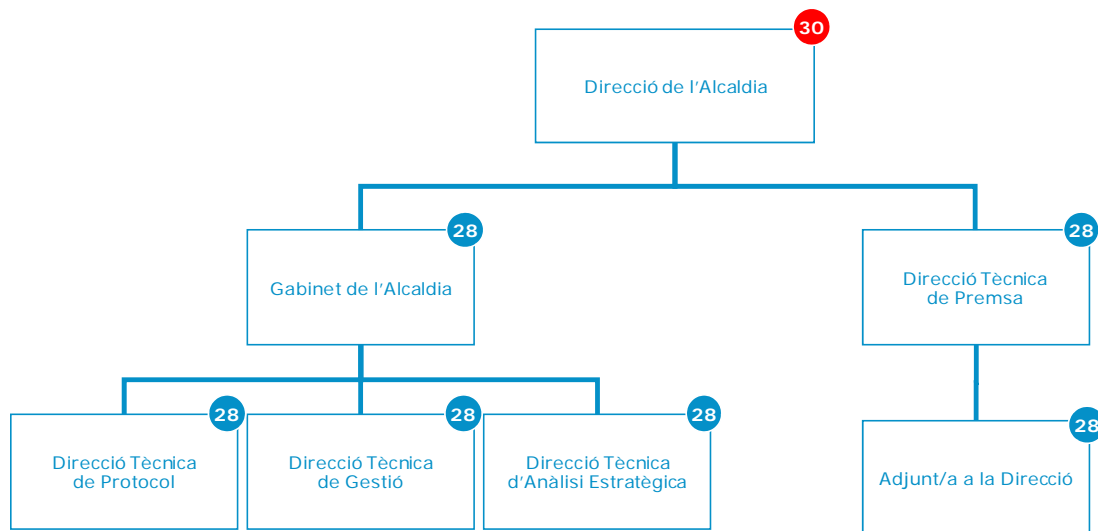 30
Direcció de l'Alcaldia
28
Gabinet de l'Alcaldia
28
Direcció Tècnica
de Premsa
28
Direcció Tècnica
de Protocol
28
Direcció Tècnica
de Gestió
28
Direcció Tècnica
d'Anàlisi Estratègica
28
Adjunt/a a la Direcció